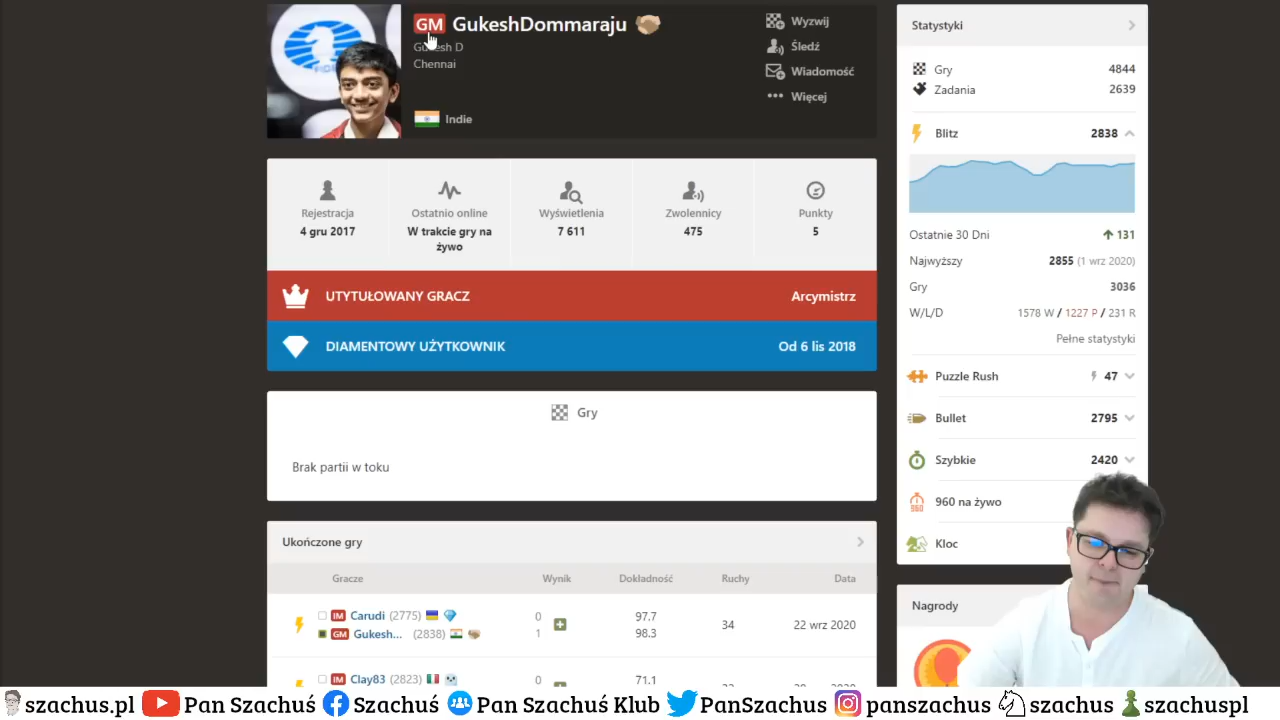 GM GukeshDommaraju
Gukesh D
Chennai
Indie
Wyzwij
Śledź
Wiadomość
Więcej
Rejestracja
4 gru 2017
Ostatnio online
W trakcie gry na
żywo
Wyświetlenia
7 611
Zwolennicy
475
Punkty
5
UTYTUŁOWANY GRACZ Arcymistrz
DIAMENTOWY UŻYTKOWNIK Od 6 lis 2018
Gry
Brak partii w toku
Ukończone gry
Gracze Wynik Dokładność Ruchy Data
IM Carudi (2775) 0 97.7
GM Gukesh... (2838) 1 98.3
34 22 wrz 2020
IM Clay83 (2823) 0 71.1
Statystyki
Gry 4844
Zadania 2639
Blitz 2838
Ostatnie 30 Dni 131
Najwyższy 2855 (1 wrz 2020)
Gry 3036
W/L/D 1578 W / 1227 P / 231 R
Pełne statystyki
Puzzle Rush 47
Bullet 2795
Szybkie 2420
960 na żywo
Kloc
Nagrody
szachus.pl Pan Szachuś Szachuś Pan Szachuś Klub PanSzachus panszachus szachus szachuspl